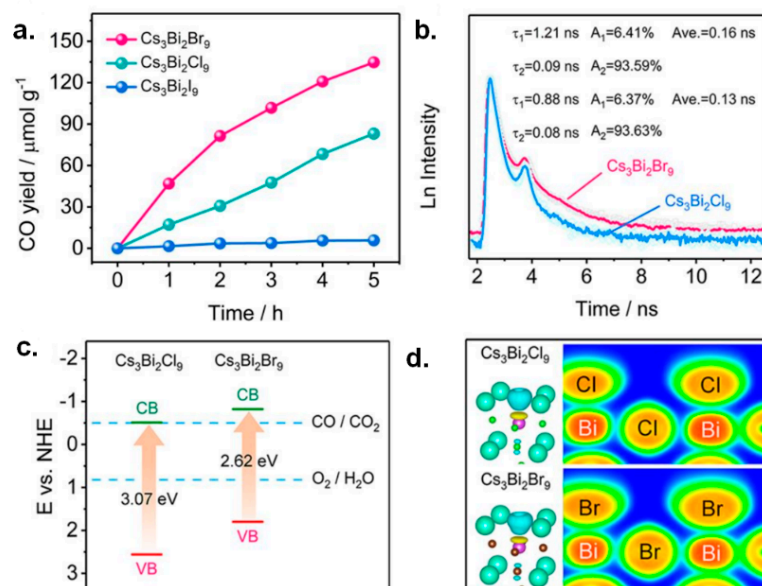 a.
150
120
90
60
30
0
CO yield / μmol g⁻¹
Cs₃Bi₂Br₉
Cs₃Bi₂Cl₉
Cs₃Bi₂I₉
0 1 2 3 4 5
Time / h
b.
τ₁=1.21 ns A₁=6.41% Ave.=0.16 ns
τ₂=0.09 ns A₂=93.59%
τ₁=0.88 ns A₁=6.37% Ave.=0.13 ns
τ₂=0.08 ns A₂=93.63%
Ln Intensity
Cs₃Bi₂Br₉
Cs₃Bi₂Cl₉
2 4 6 8 10 12
Time / ns
c.
-2
-1
0
1
2
3
E vs. NHE
Cs₃Bi₂Cl₉ Cs₃Bi₂Br₉
CB CB
CO / CO₂
2.62 eV
O₂ / H₂O
3.07 eV
VB VB
d.
Cs₃Bi₂Cl₉
Cl Cl
Bi Cl Bi
Cs₃Bi₂Br₉
Br Br
Bi Br Bi